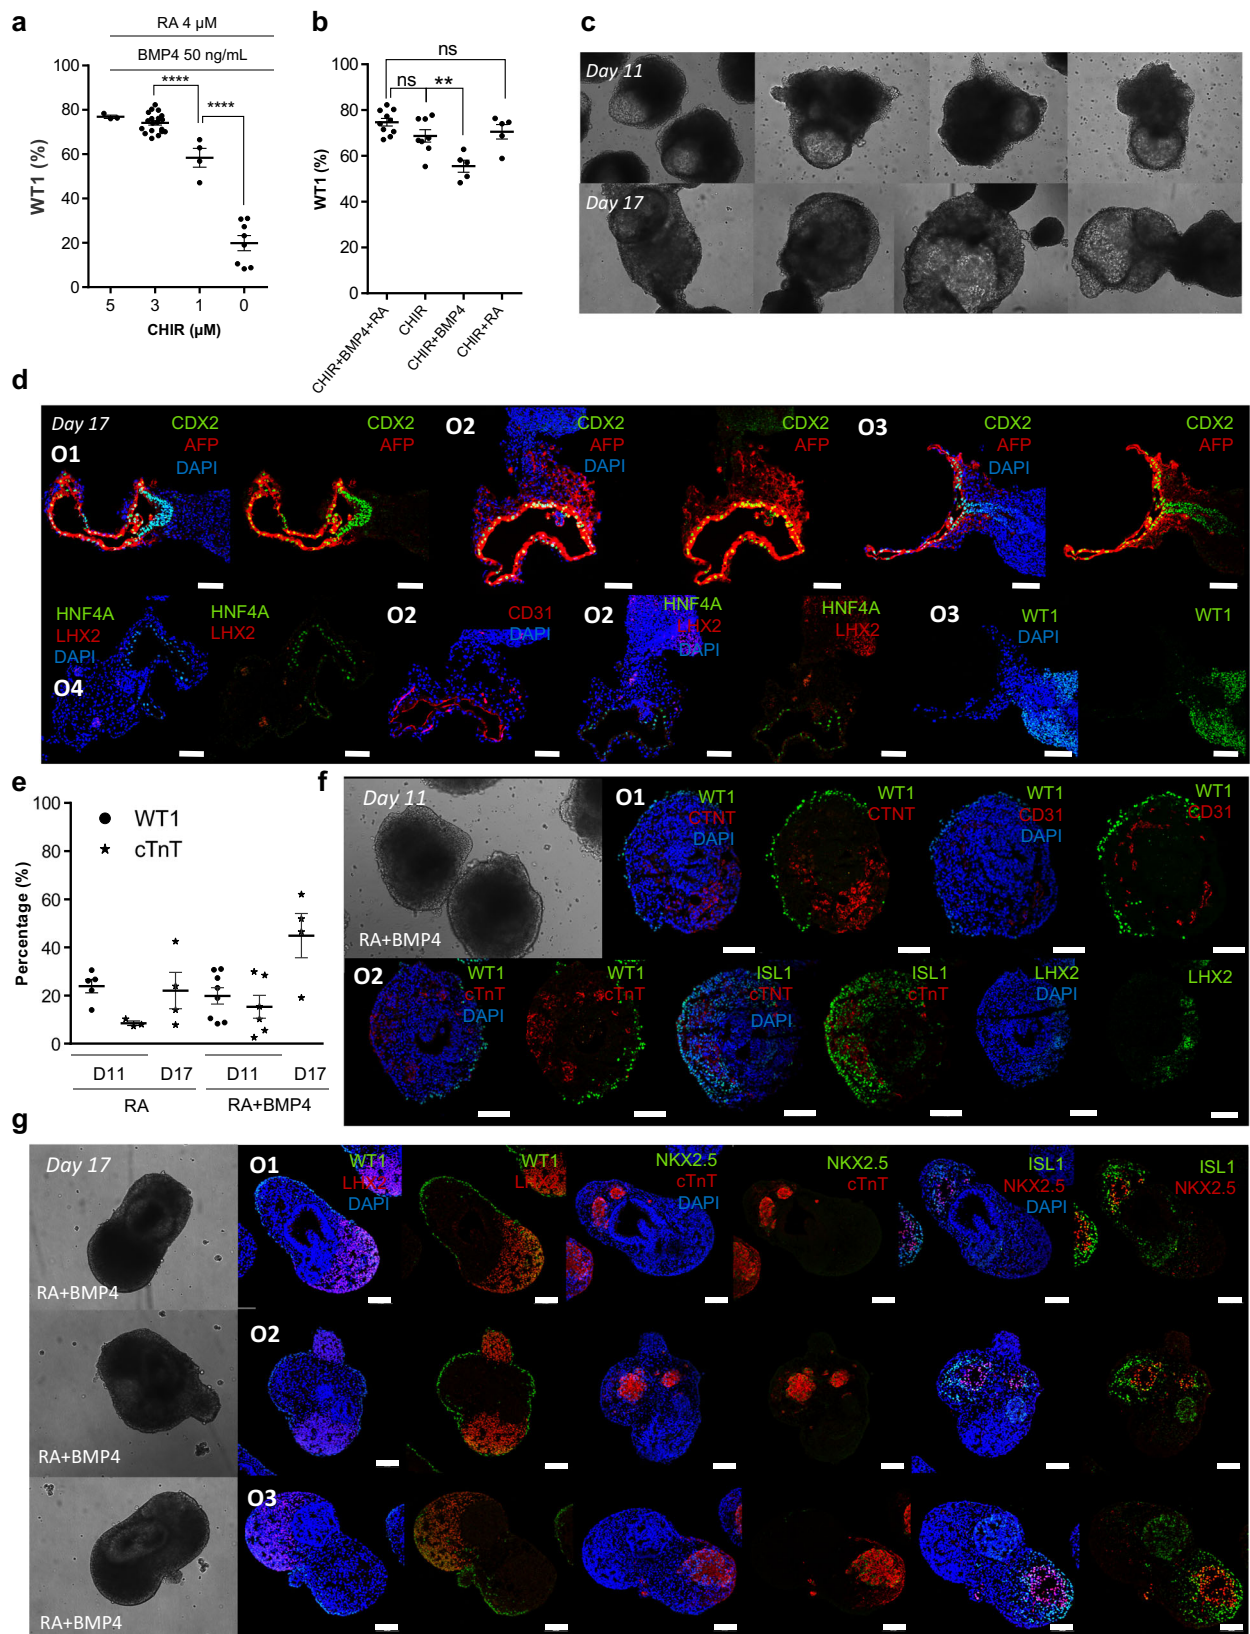 a
RA 4 µM
BMP4 50 ng/mL
****
****
100
80
60
40
20
0
WT1 (%)
5 3 1 0
CHIR (µM)
b
ns
ns **
100
80
60
40
20
0
WT1 (%)
CHIR+BMP4+RA
CHIR
CHIR+BMP4
CHIR+RA
c
Day 11
Day 17
d
Day 17
O1
CDX2
AFP
DAPI
CDX2
AFP
O2
CDX2
AFP
DAPI
CDX2
AFP
O3
CDX2
AFP
DAPI
CDX2
AFP
HNF4A
LHX2
DAPI
O4
HNF4A
LHX2
O2
CD31
DAPI
O2
HNF4A
LHX2
DAPI
HNF4A
LHX2
O3
WT1
DAPI
WT1
e
100
80
60
40
20
0
Percentage (%)
WT1
cTnT
D11 D17 D11 D17
RA RA+BMP4
f
Day 11
RA+BMP4
O1
WT1
CTNT
DAPI
WT1
CTNT
WT1
CD31
DAPI
WT1
CD31
O2
WT1
cTnT
DAPI
WT1
cTnT
ISL1
cTNT
DAPI
ISL1
cTnT
LHX2
DAPI
LHX2
g
Day 17
RA+BMP4
O1
WT1
LHX2
DAPI
WT1
LHX2
NKX2.5
cTnT
DAPI
NKX2.5
cTnT
ISL1
NKX2.5
DAPI
ISL1
NKX2.5
RA+BMP4
O2
RA+BMP4
O3